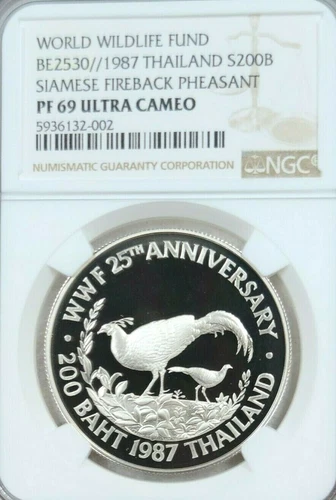 WORLD WILDLIFE FUND
BE2530//1987 THAILAND S200B
SIAMESE FIREBACK PHEASANT
PF 69 ULTRA CAMEO
5936132-002
NUMISMATIC GUARANTY CORPORATION
NGC®
· WWF 25TH ANNIVERSARY ·
200 BAHT 1987 THAILAND